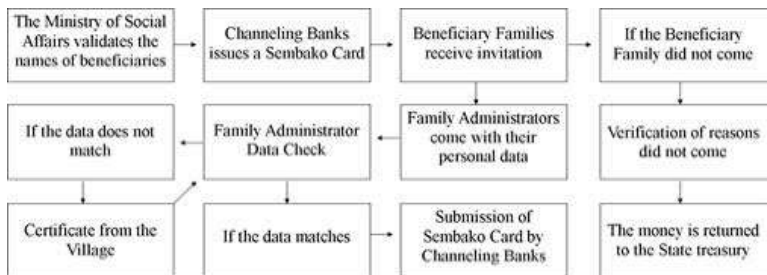 The Ministry of Social
Affairs validates the
names of beneficiaries
Channeling Banks
issues a Sembako Card
Beneficiary Families
receive invitation
If the Beneficiary
Family did not come
If the data does not
match
Family Administrator
Data Check
Family Administrators
come with their
personal data
Verification of reasons
did not come
Certificate from the
Village
If the data matches
Submission of
Sembako Card by
Channeling Banks
The money is returned
to the State treasury